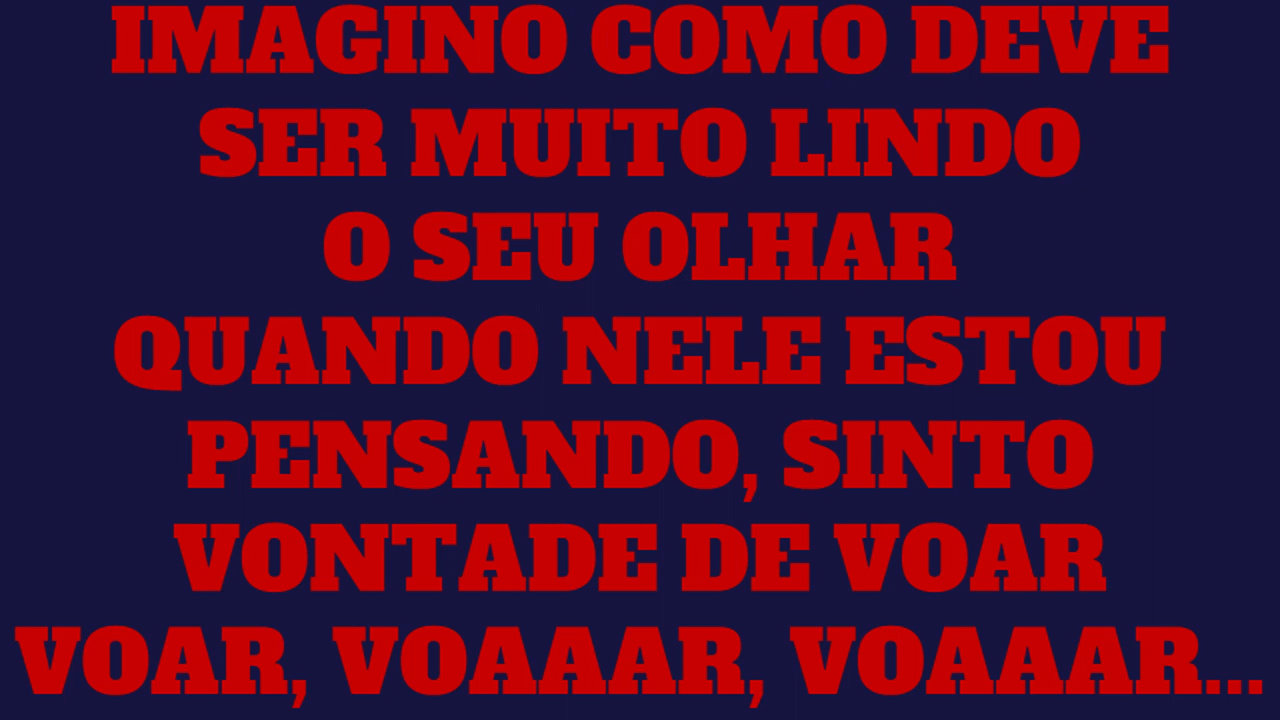 IMAGINO COMO DEVE
SER MUITO LINDO
O SEU OLHAR
QUANDO NELE ESTOU
PENSANDO, SINTO
VONTADE DE VOAR
VOAR, VOAAAR, VOAAAR...